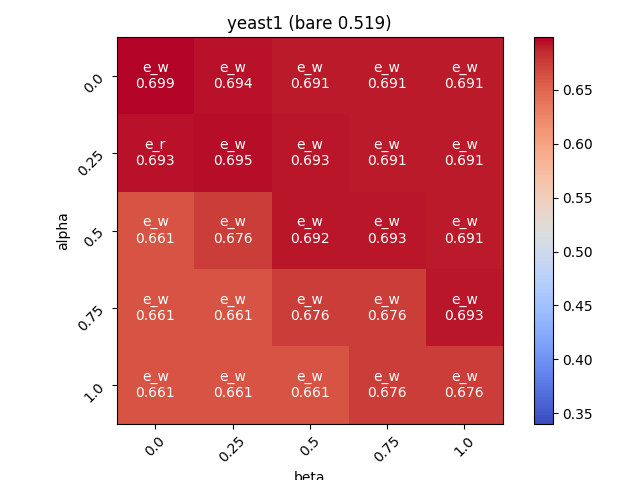 yeast1 (bare 0.519)
alpha
0.0
e_w e_w e_w e_w e_w
0.699 0.694 0.691 0.691 0.691
0.25
e_r e_w e_w e_w e_w
0.693 0.695 0.693 0.691 0.691
0.5
e_w e_w e_w e_w e_w
0.661 0.676 0.692 0.693 0.691
0.75
e_w e_w e_w e_w e_w
0.661 0.661 0.676 0.676 0.693
1.0
e_w e_w e_w e_w e_w
0.661 0.661 0.661 0.676 0.676
0.0 0.25 0.5 0.75 1.0
beta
0.65
0.60
0.55
0.50
0.45
0.40
0.35